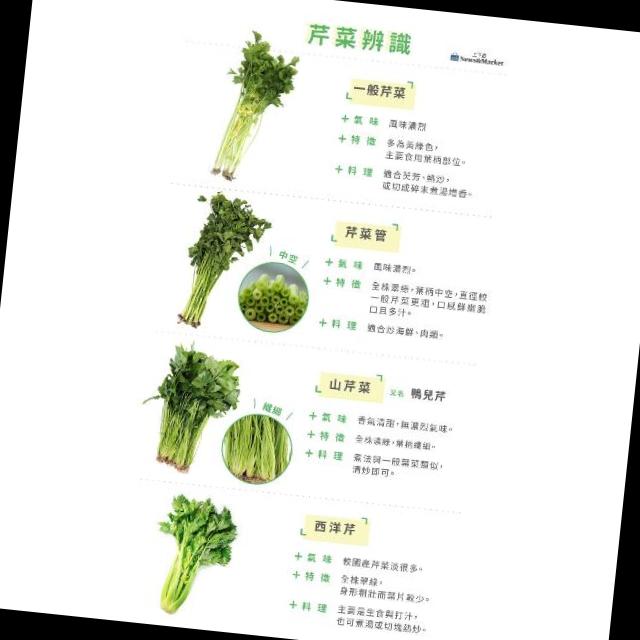 芹菜辨識
上下游
News&Market
一般芹菜
+ 氣味 風味濃烈
+ 特徵 多為黃綠色,
主要食用葉柄部位。
+ 料理 適合芡芳、熱炒,
或切成碎末煮湯增香。
芹菜管
中空
+ 氣味 風味濃烈。
+ 特徵 全株翠綠,葉柄中空,直徑較
一般芹菜更粗,口感鮮嫩脆
口且多汁。
+ 料理 適合炒海鮮、肉類。
山芹菜 又名 鴨兒芹
纖細
+ 氣味 香氣清甜,無濃烈氣味。
+ 特徵 全株濃綠,葉柄纖細。
+ 料理 煮法與一般葉菜類似,
清炒即可。
西洋芹
+ 氣味 較國產芹菜淡很多。
+ 特徵 全株翠綠,
身形粗壯而葉片較少。
+ 料理 主要是生食與打汁,
也可煮湯或切塊熱炒。